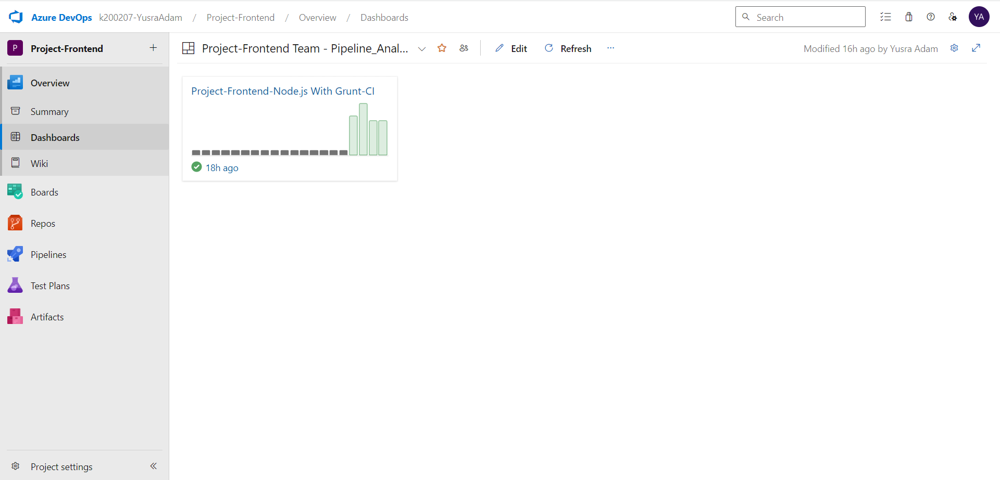 Azure DevOps k200207-YusraAdam / Project-Frontend / Overview / Dashboards
Search
YA
P Project-Frontend
Overview
Summary
Dashboards
Wiki
Boards
Repos
Pipelines
Test Plans
Artifacts
Project settings
Project-Frontend Team - Pipeline_Anal...
Edit
Refresh
Modified 16h ago by Yusra Adam
Project-Frontend-Node.js With Grunt-CI
18h ago